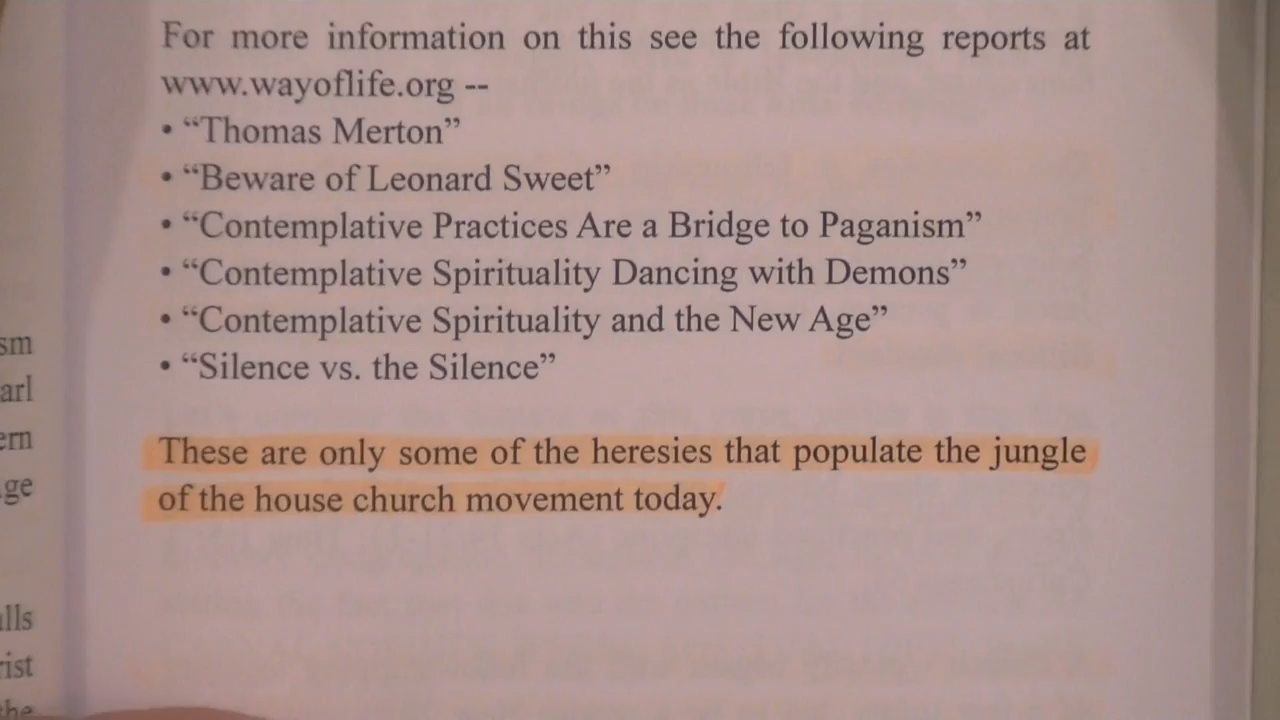 For more information on this see the following reports at
www.wayoflife.org --
• “Thomas Merton”
• “Beware of Leonard Sweet”
• “Contemplative Practices Are a Bridge to Paganism”
• “Contemplative Spirituality Dancing with Demons”
• “Contemplative Spirituality and the New Age”
• “Silence vs. the Silence”
These are only some of the heresies that populate the jungle
of the house church movement today.